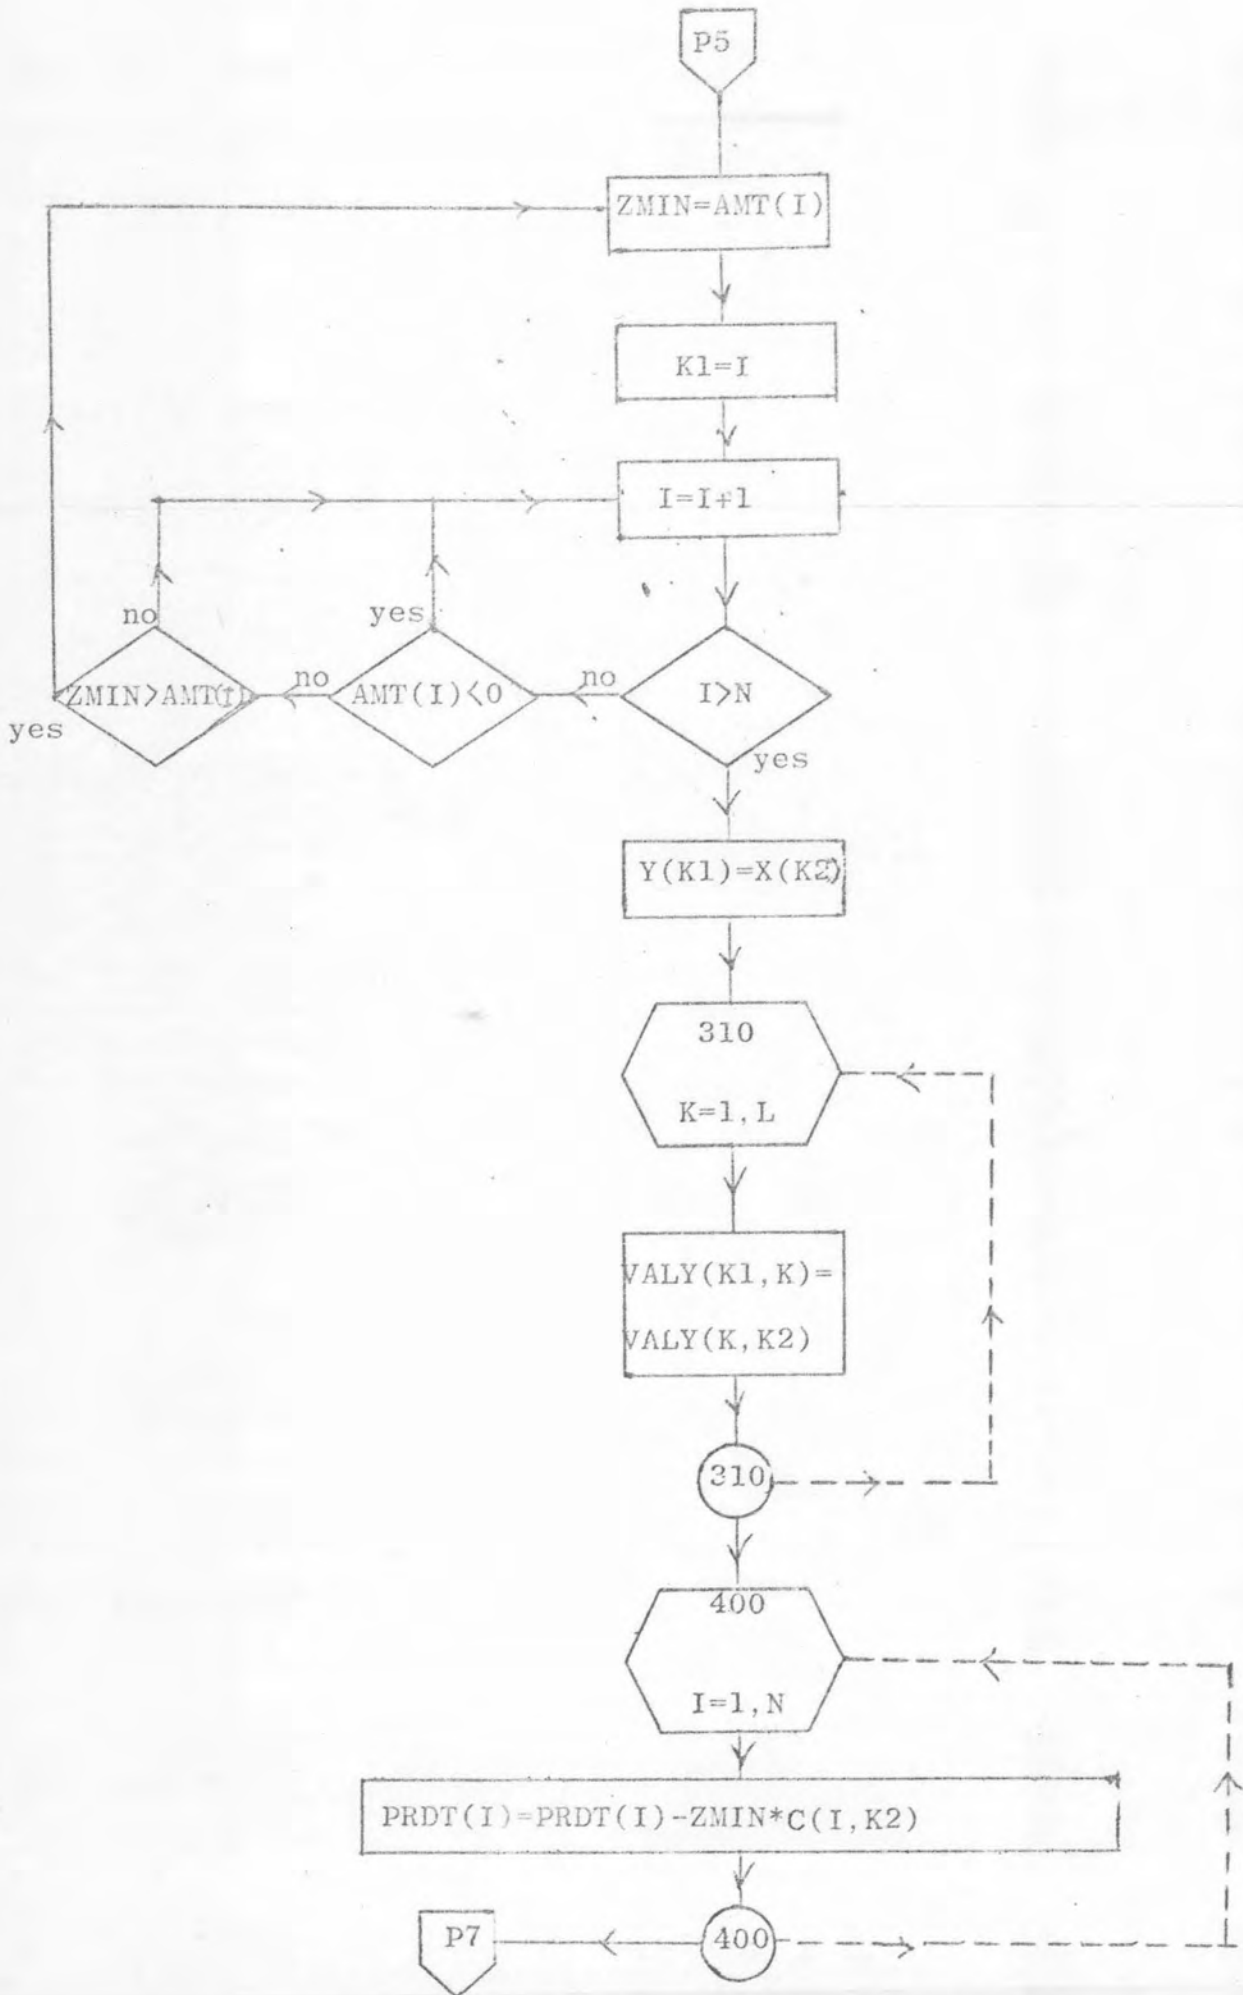 P5
ZMIN=AMT(I)
K1=I
I=I+1
no
yes
ZMIN>AMT(I)
no
AMT(I)<0
no
I>N
yes
yes
Y(K1)=X(K2)
310
K=1,L
VALY(K1,K)=
VALY(K,K2)
310
400
I=1,N
PRDT(I)=PRDT(I)-ZMIN*C(I,K2)
P7
400